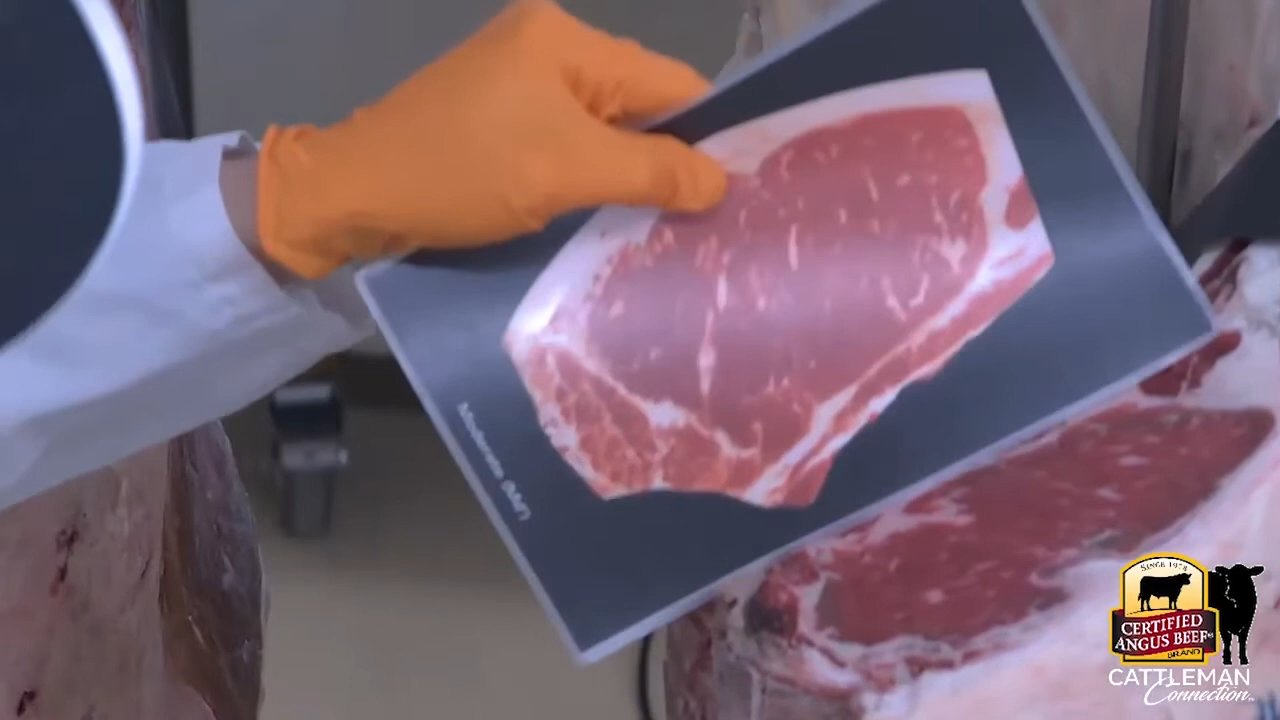 SINCE 1978
CERTIFIED
ANGUS BEEF®
BRAND
CATTLEMAN
Connection